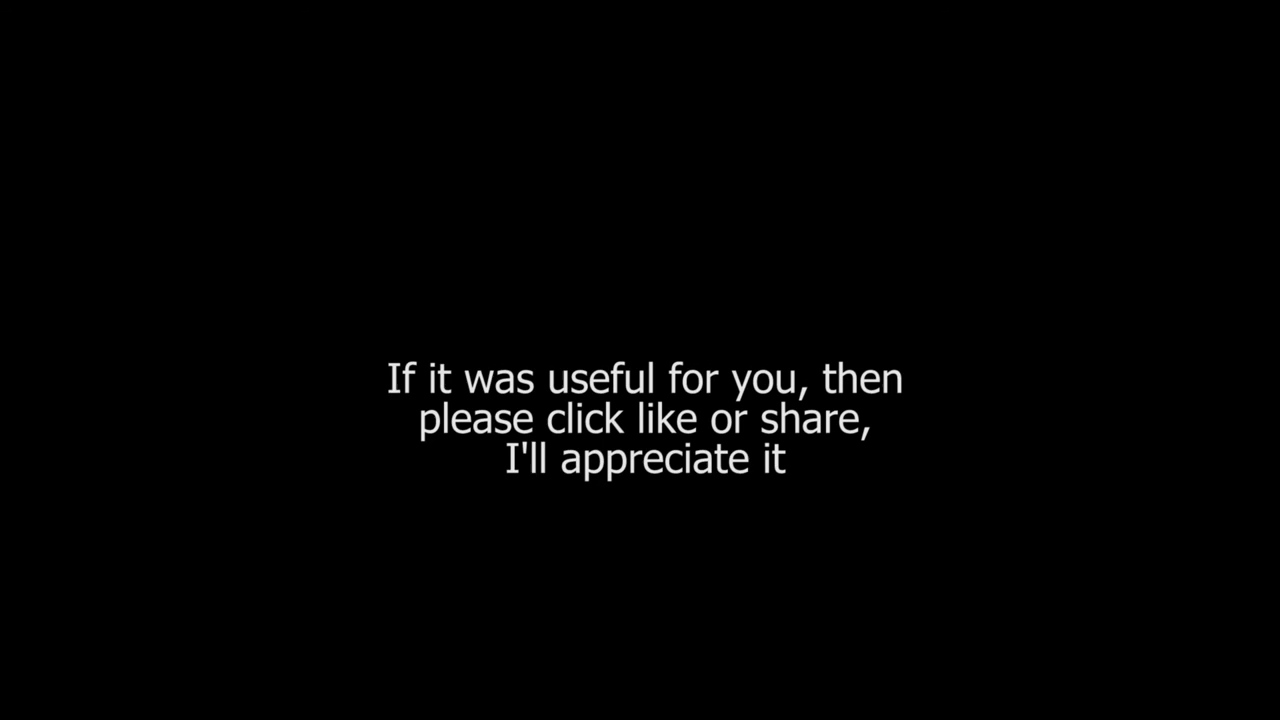 If it was useful for you, then
please click like or share,
I'll appreciate it